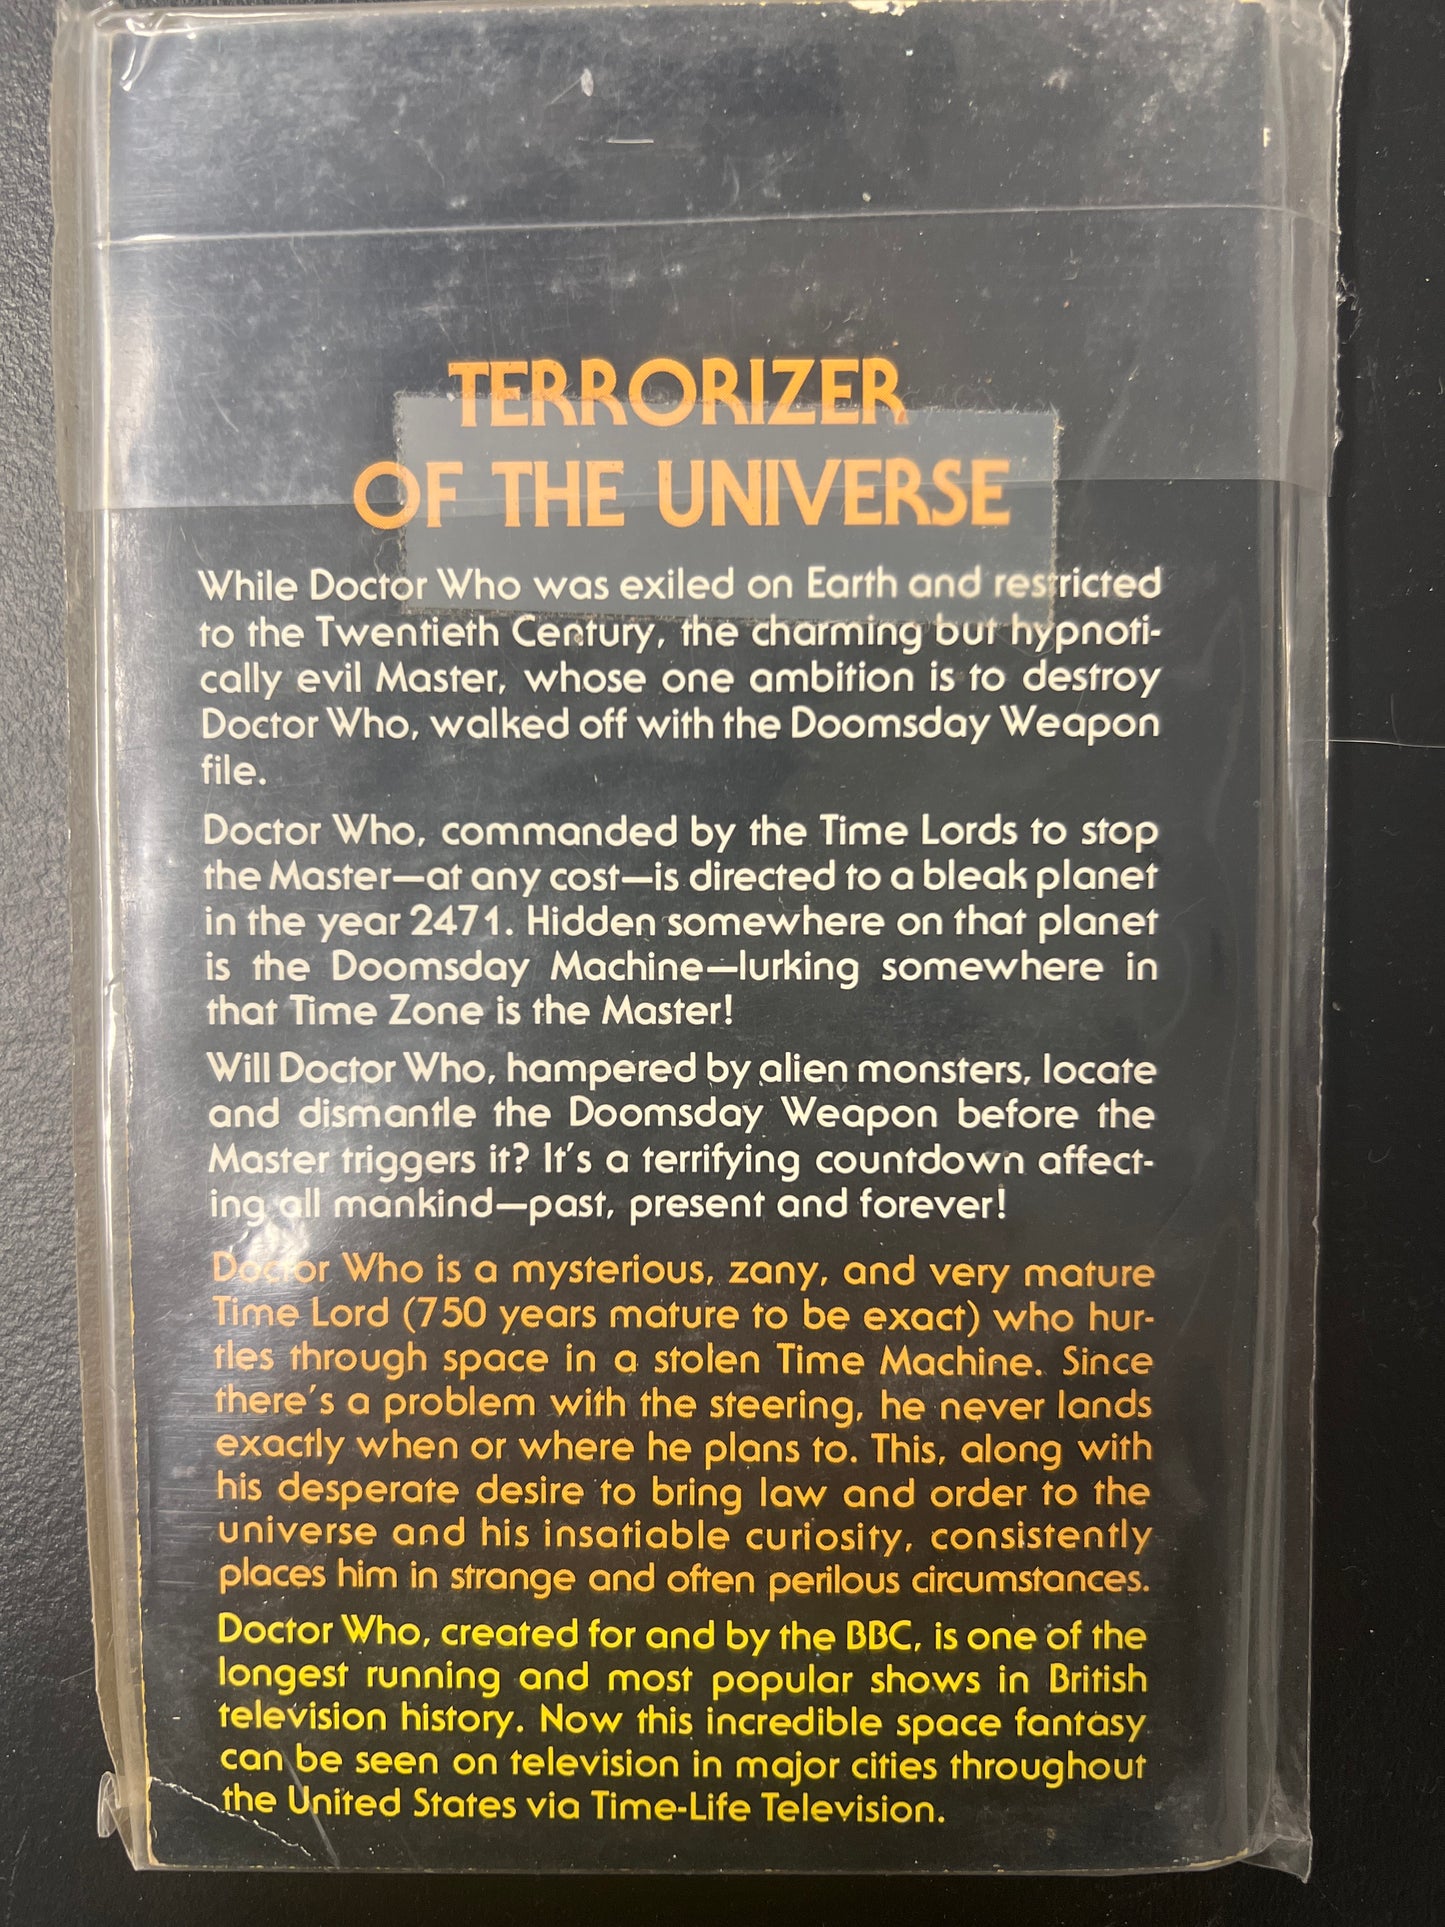 TERRORIZER
OF THE UNIVERSE
While Doctor Who was exiled on Earth and restricted
to the Twentieth Century, the charming but hypnoti-
cally evil Master, whose one ambition is to destroy
Doctor Who, walked off with the Doomsday Weapon
file.
Doctor Who, commanded by the Time Lords to stop
the Master—at any cost—is directed to a bleak planet
in the year 2471. Hidden somewhere on that planet
is the Doomsday Machine—lurking somewhere in
that Time Zone is the Master!
Will Doctor Who, hampered by alien monsters, locate
and dismantle the Doomsday Weapon before the
Master triggers it? It's a terrifying countdown affect-
ing all mankind—past, present and forever!
Doctor Who is a mysterious, zany, and very mature
Time Lord (750 years mature to be exact) who hur-
tles through space in a stolen Time Machine. Since
there's a problem with the steering, he never lands
exactly when or where he plans to. This, along with
his desperate desire to bring law and order to the
universe and his insatiable curiosity, consistently
places him in strange and often perilous circumstances.
Doctor Who, created for and by the BBC, is one of the
longest running and most popular shows in British
television history. Now this incredible space fantasy
can be seen on television in major cities throughout
the United States via Time-Life Television.